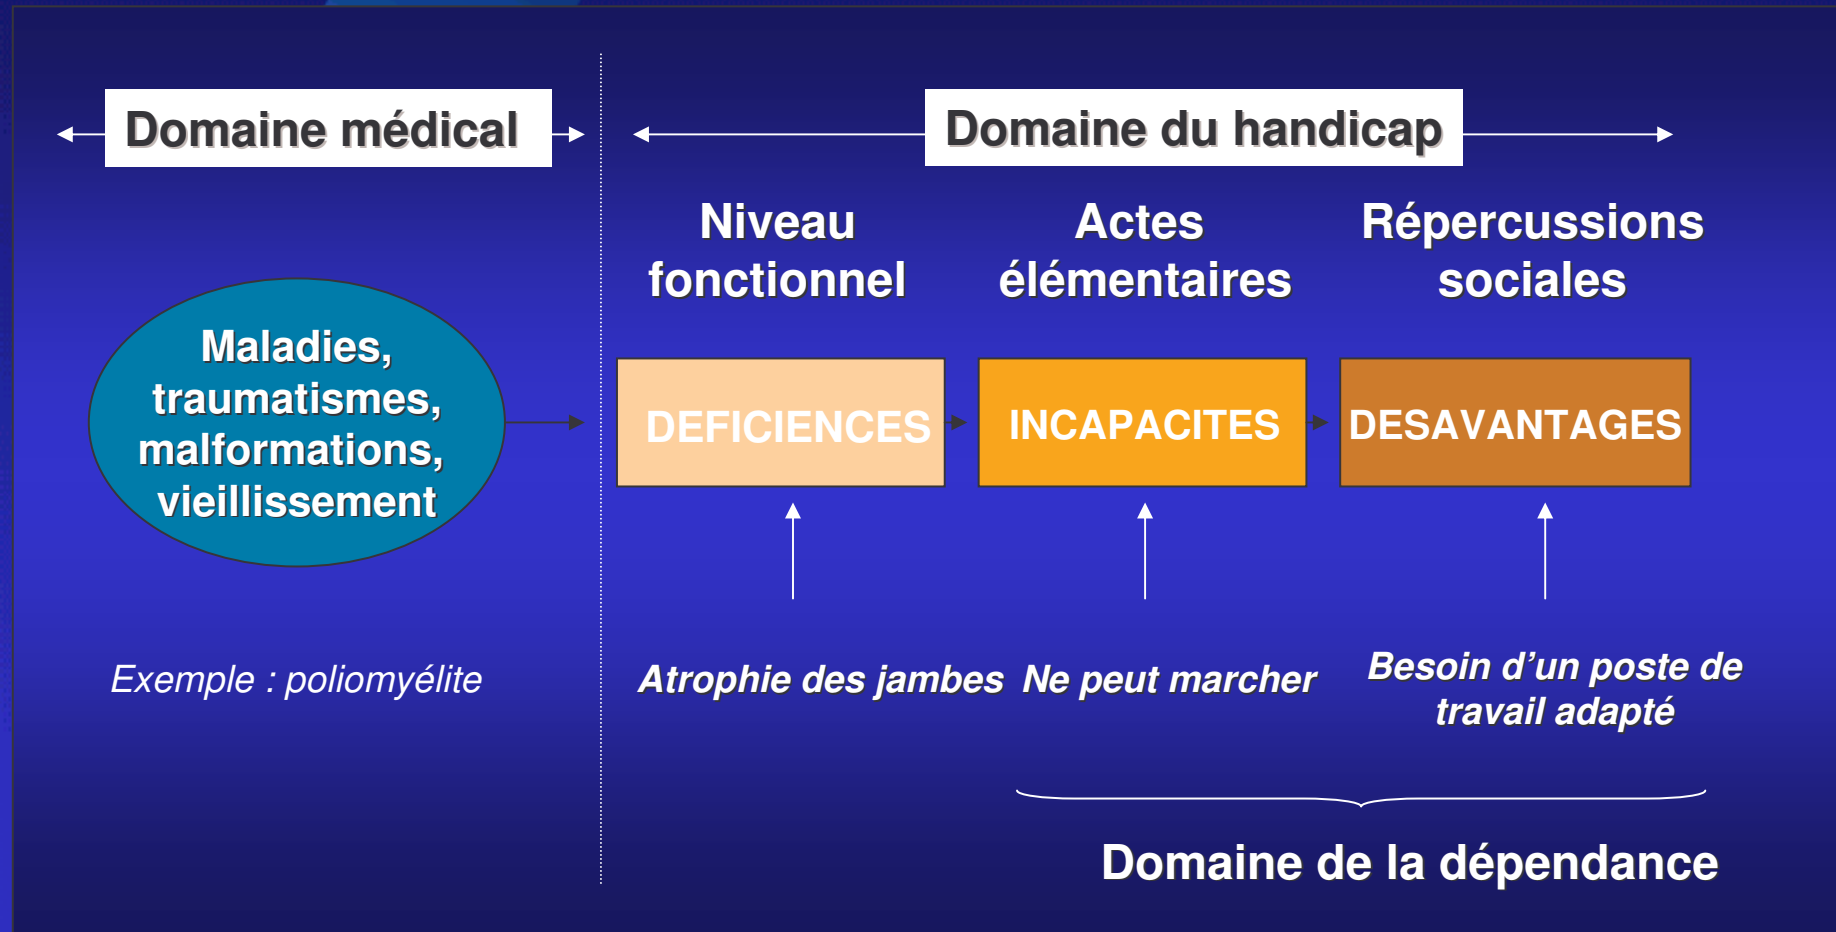 Domaine médical
Domaine du handicap
Niveau
fonctionnel
Actes
élémentaires
Répercussions
sociales
Maladies,
traumatismes,
malformations,
vieillissement
DEFICIENCES
INCAPACITES
DESAVANTAGES
Exemple : poliomyélite
Atrophie des jambes
Ne peut marcher
Besoin d’un poste de
travail adapté
Domaine de la dépendance